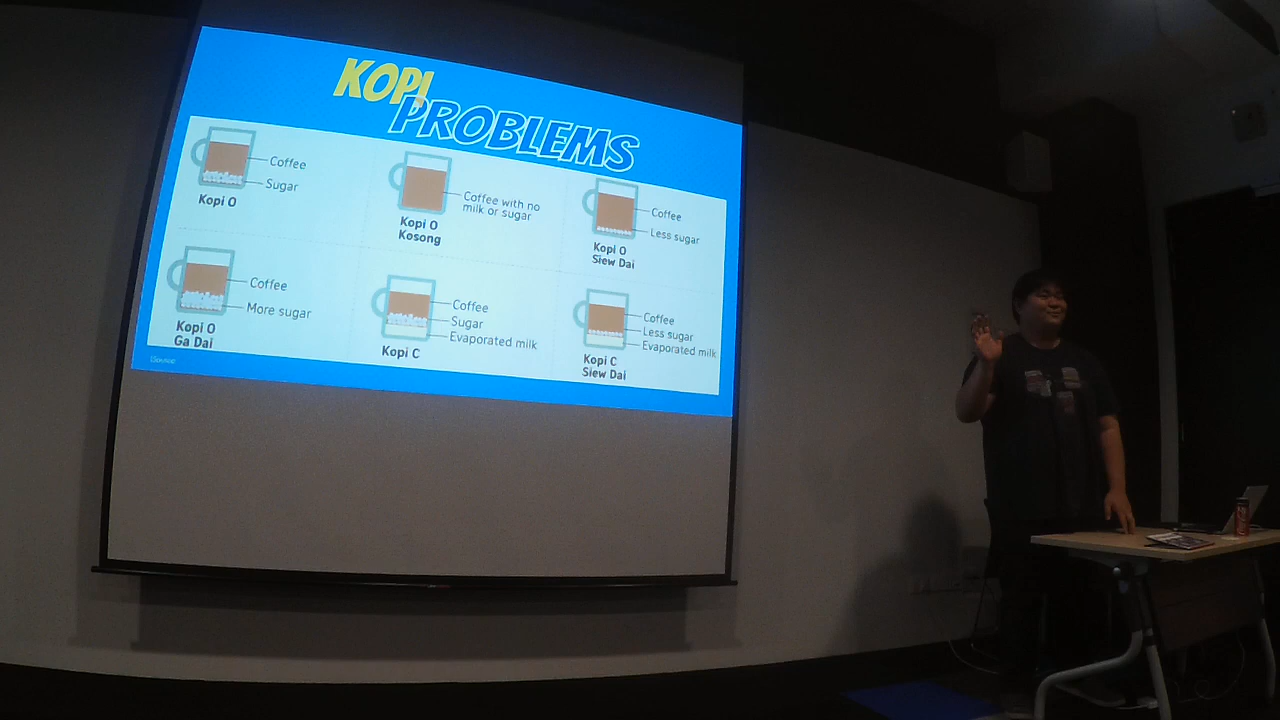 KOPI
PROBLEMS
Coffee
Sugar
Kopi O
Coffee with no
milk or sugar
Kopi O
Kosong
Coffee
Less sugar
Kopi O
Siew Dai
Coffee
More sugar
Kopi O
Ga Dai
Coffee
Sugar
Evaporated milk
Kopi C
Coffee
Less sugar
Evaporated milk
Kopi C
Siew Dai